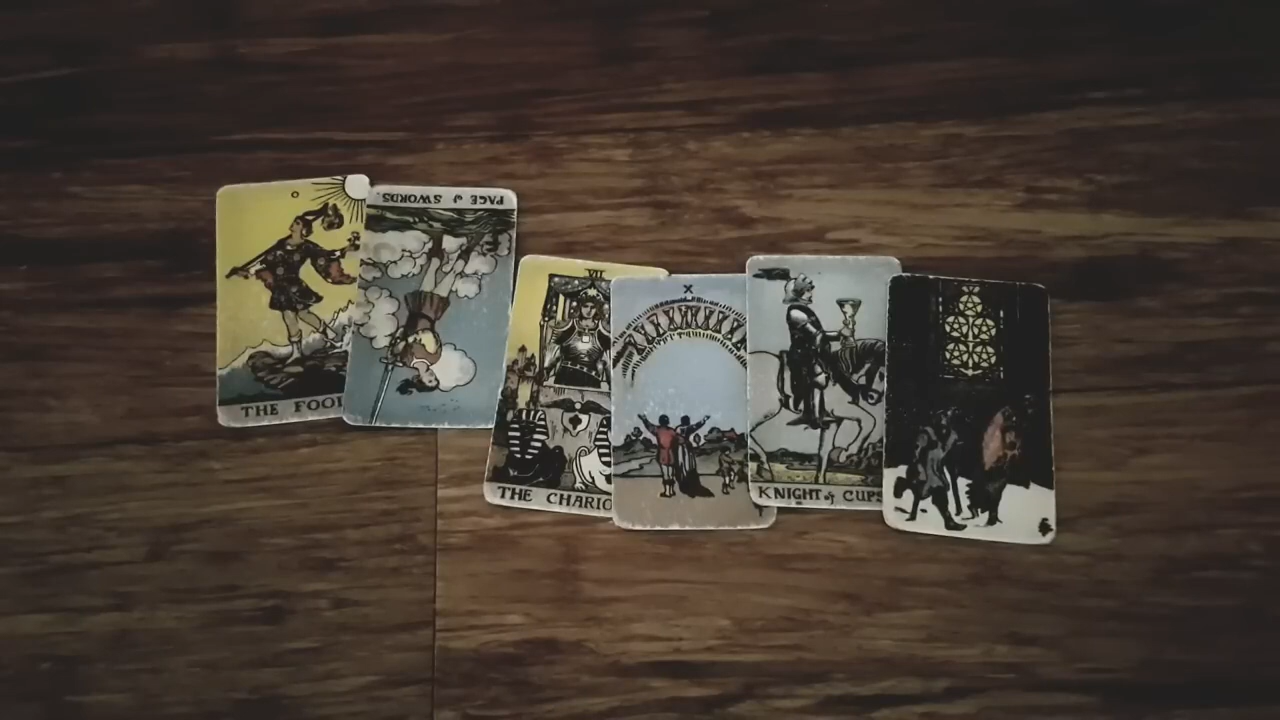 THE FOOL
PAGE of SWORDS.
VII
THE CHARIO
X
KNIGHT of CUPS